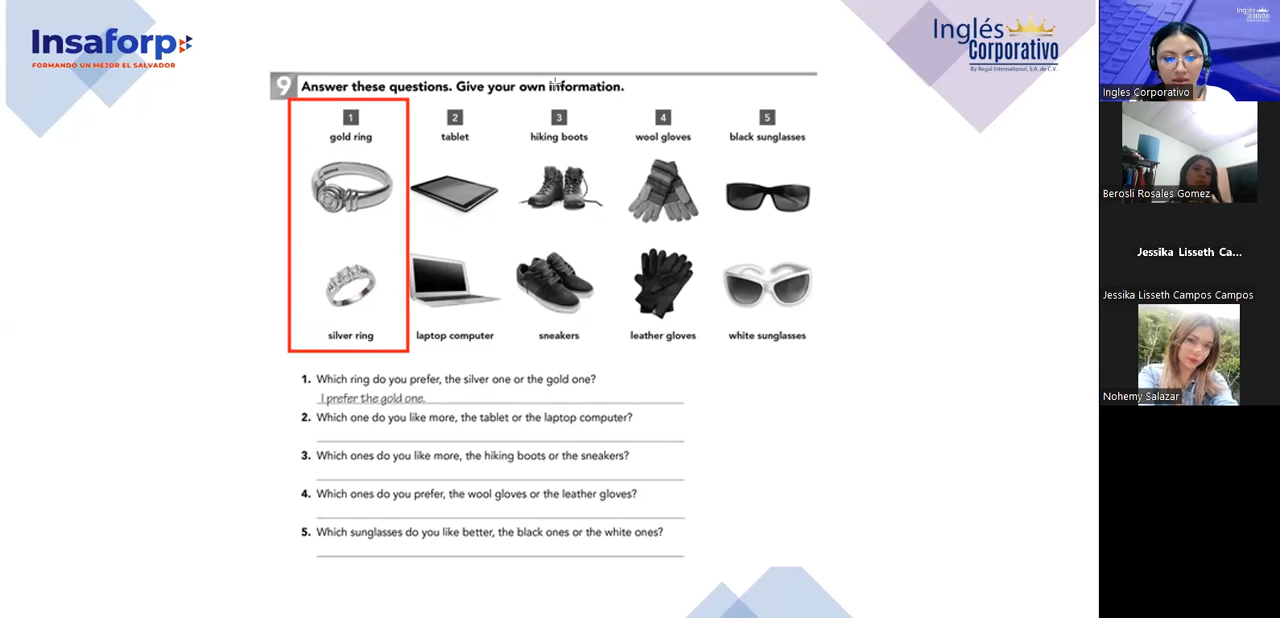 Insaforp
FORMANDO UN MEJOR EL SALVADOR
Inglés
Corporativo
By Regal International, S.A. de C.V.
9 Answer these questions. Give your own information.
1 2 3 4 5
gold ring tablet hiking boots wool gloves black sunglasses
silver ring laptop computer sneakers leather gloves white sunglasses
1. Which ring do you prefer, the silver one or the gold one?
I prefer the gold one.
2. Which one do you like more, the tablet or the laptop computer?
3. Which ones do you like more, the hiking boots or the sneakers?
4. Which ones do you prefer, the wool gloves or the leather gloves?
5. Which sunglasses do you like better, the black ones or the white ones?
Inglés
Corporativo
Ingles Corporativo
Berosli Rosales Gomez
Jessika Lisseth Ca...
Jessika Lisseth Campos Campos
Nohemy Salazar